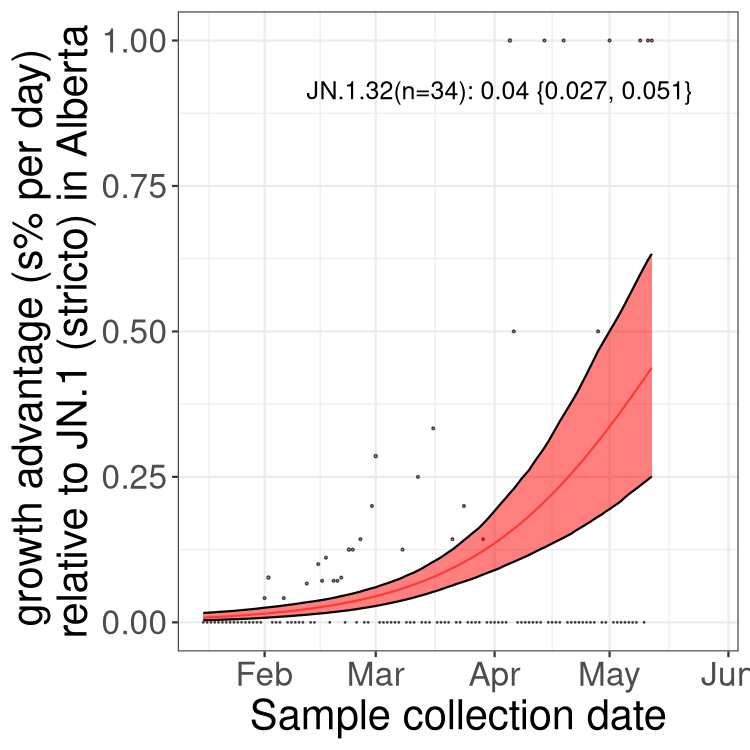 growth advantage (s% per day)
relative to JN.1 (stricto) in Alberta
1.00
JN.1.32(n=34): 0.04 {0.027, 0.051}
0.75
0.50
0.25
0.00
Feb Mar Apr May Jun
Sample collection date